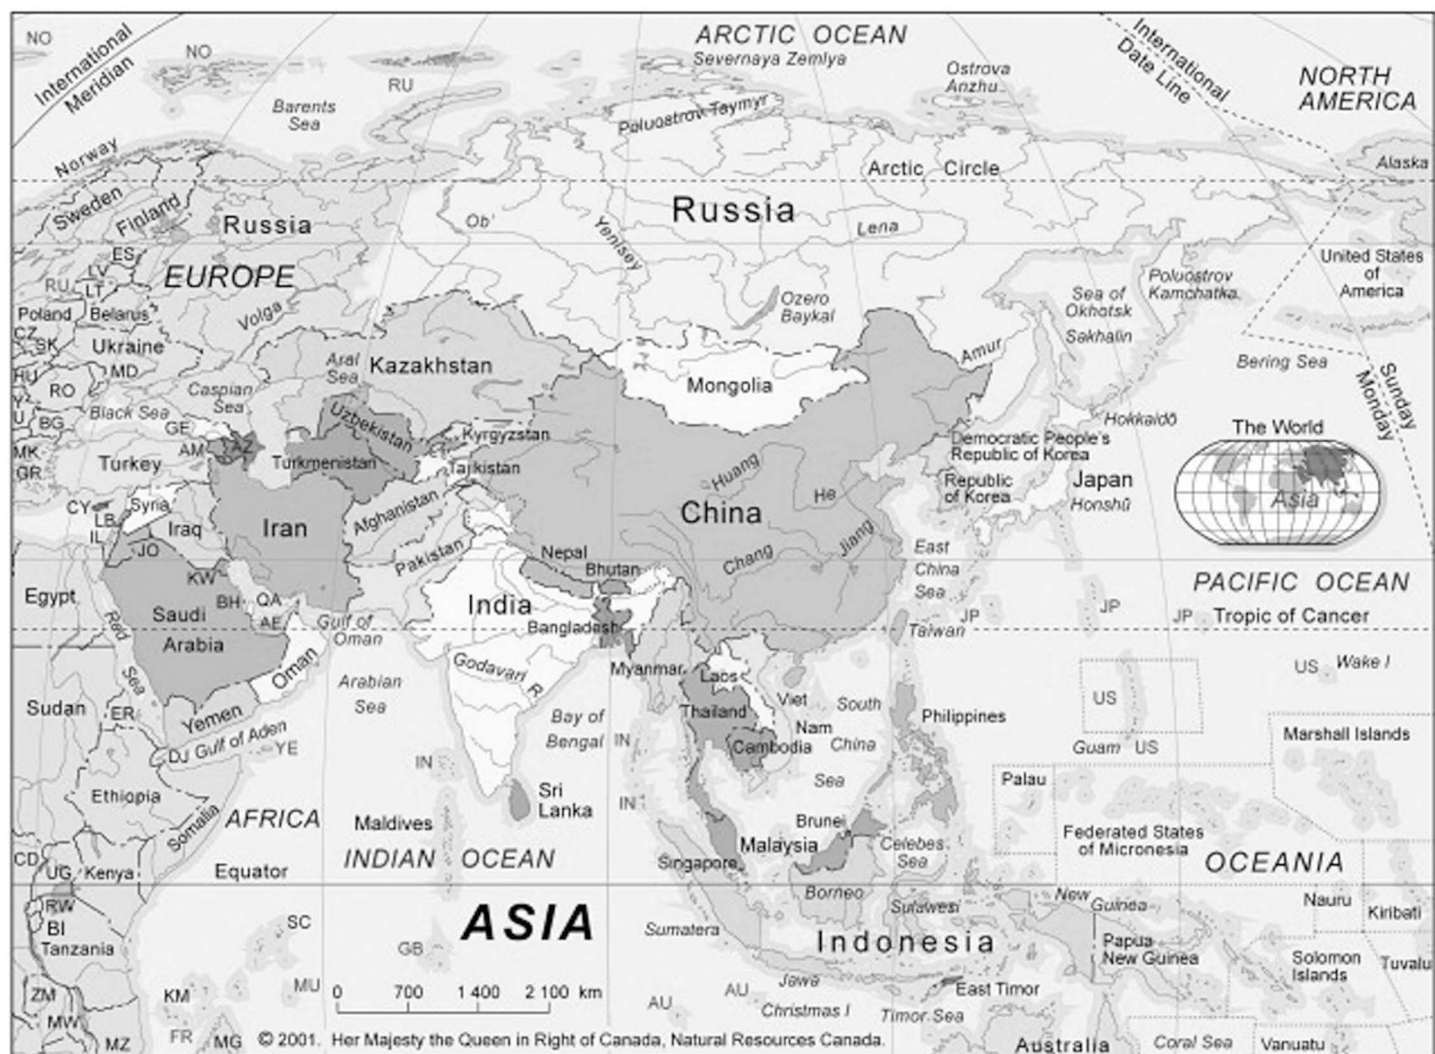 NO
International
Meridian
NO
RU
Barents
Sea
ARCTIC OCEAN
Severnaya Zemlya
Poluostrov Taymyr
Ostrova
Anzhu
International
Date Line
NORTH
AMERICA
Alaska
Norway
Sweden
Finland
Russia
Arctic Circle
Russia
Ob'
Yenisey
Lena
ES
LV
LT
RU
EUROPE
Poland
Belarus
Volga
CZ
SK
Ukraine
HU
RO
MD
Y
U
BG
MK
GR
Black Sea
Caspian
Sea
Aral
Sea
Kazakhstan
Ozero
Baykal
Mongolia
Amur
Sea of
Okhotsk
Sakhalin
Poluostrov
Kamchatka
United States
of
America
Bering Sea
Sunday
Monday
Hokkaidō
The World
Asia
GE
AM
AZ
Turkey
Uzbekistan
Turkmenistan
Kyrgyzstan
Tajikistan
Democratic People's
Republic of Korea
Republic
of Korea
Japan
Honshū
CY
LB
IL
Syria
Iraq
JO
Iran
Afghanistan
Pakistan
China
Huang
He
Chang
Jiang
East
China
Sea
JP
JP
JP
PACIFIC OCEAN
Tropic of Cancer
Taiwan
Egypt
Red
Sea
KW
BH
QA
AE
Saudi
Arabia
Gulf of
Oman
Oman
Nepal
Bhutan
India
Bangladesh
Godavari R
Myanmar
Laos
Thailand
Viet
Nam
Cambodia
South
China
Sea
Philippines
US
Guam US
US
Wake I
Marshall Islands
Sudan
ER
Yemen
DJ
Gulf of Aden
YE
Arabian
Sea
Bay of
Bengal
IN
IN
IN
Sri
Lanka
Maldives
Ethiopia
Somalia
AFRICA
INDIAN OCEAN
Equator
Brunei
Malaysia
Singapore
Celebes
Sea
Palau
Federated States
of Micronesia
OCEANIA
CD
UG
Kenya
RW
BI
Tanzania
SC
ASIA
GB
Borneo
Sulawesi
Sumatera
Indonesia
New
Guinea
Papua
New Guinea
Nauru
Kiribati
Solomon
Islands
Tuvalu
ZM
MW
MZ
KM
MU
FR
MG
0 700 1 400 2 100 km
AU
AU
Jawa
Christmas I
Timor Sea
East Timor
Australia
Coral Sea
Vanuatu
© 2001. Her Majesty the Queen in Right of Canada, Natural Resources Canada.